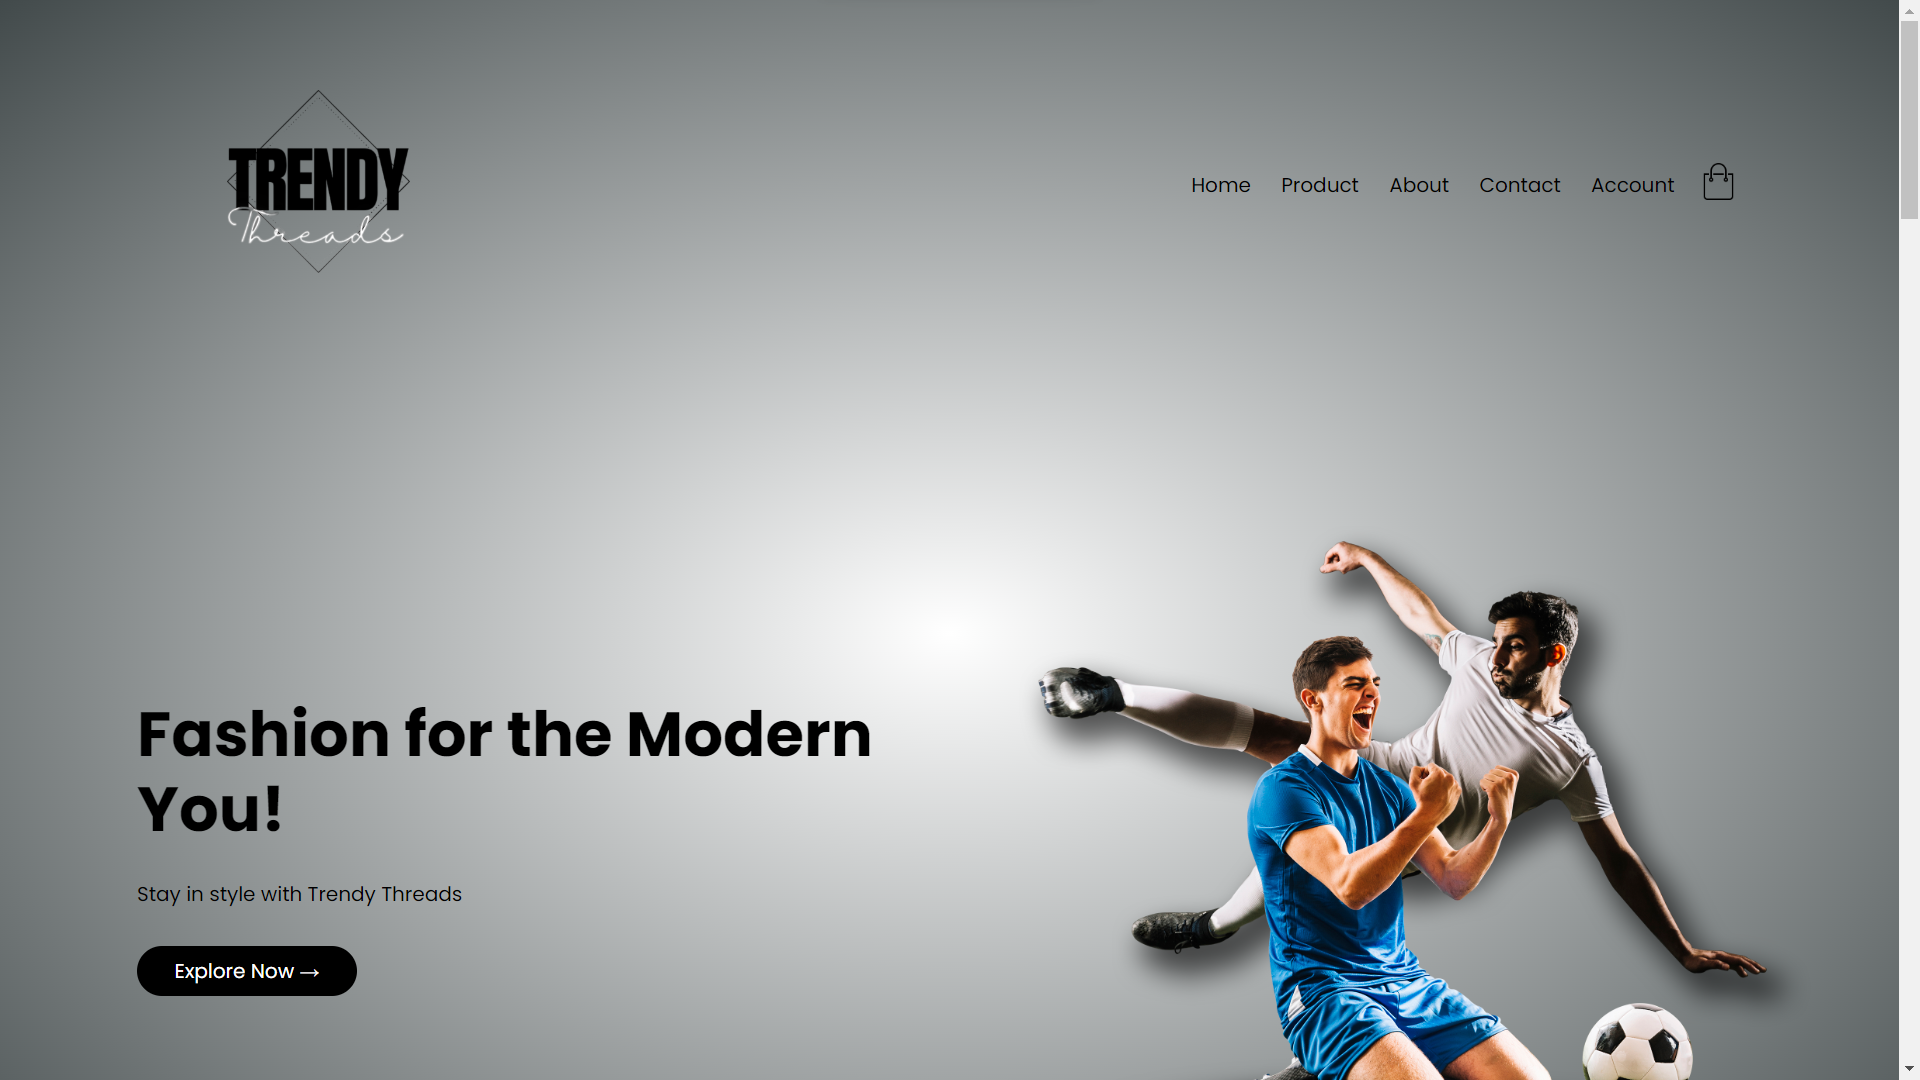 TRENDY
Threads
Home Product About Contact Account
Fashion for the Modern
You!
Stay in style with Trendy Threads
Explore Now →